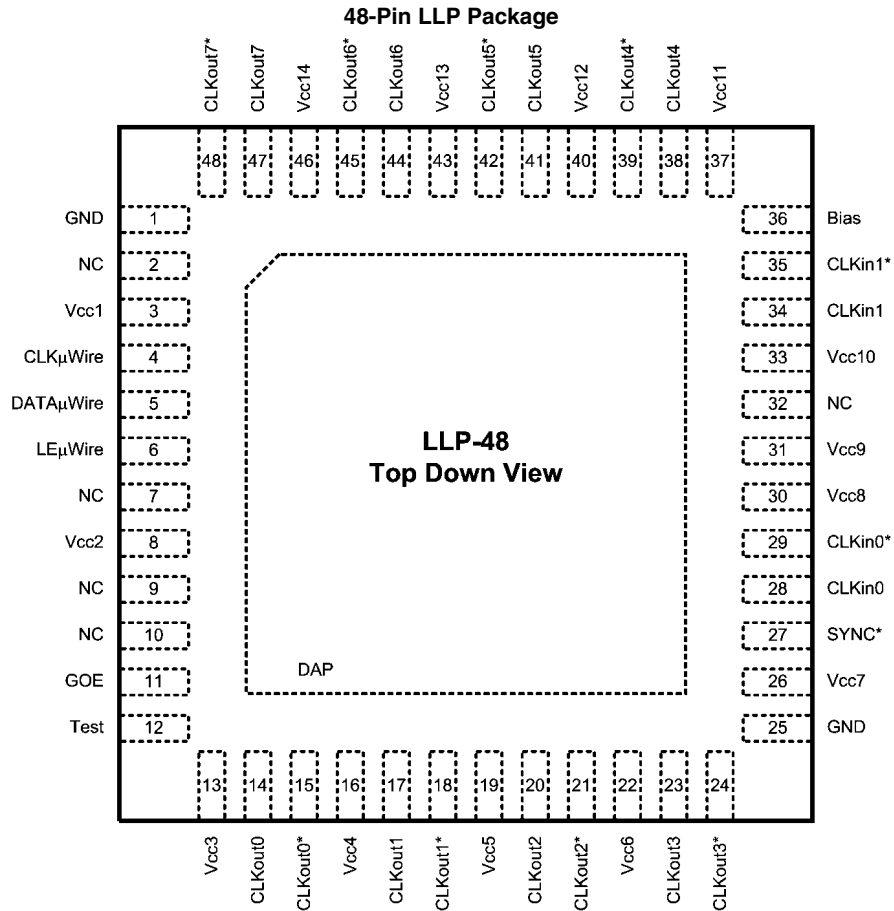 48-Pin LLP Package
CLKout7*
CLKout7
Vcc14
CLKout6*
CLKout6
Vcc13
CLKout5*
CLKout5
Vcc12
CLKout4*
CLKout4
Vcc11
48 47 46 45 44 43 42 41 40 39 38 37
GND 1 36 Bias
NC 2 35 CLKin1*
Vcc1 3 34 CLKin1
CLKμWire 4 33 Vcc10
DATAμWire 5 32 NC
LEμWire 6 31 Vcc9
NC 7 30 Vcc8
Vcc2 8 29 CLKin0*
NC 9 28 CLKin0
NC 10 27 SYNC*
GOE 11 26 Vcc7
Test 12 25 GND
LLP-48
Top Down View
DAP
13 14 15 16 17 18 19 20 21 22 23 24
Vcc3
CLKout0
CLKout0*
Vcc4
CLKout1
CLKout1*
Vcc5
CLKout2
CLKout2*
Vcc6
CLKout3
CLKout3*